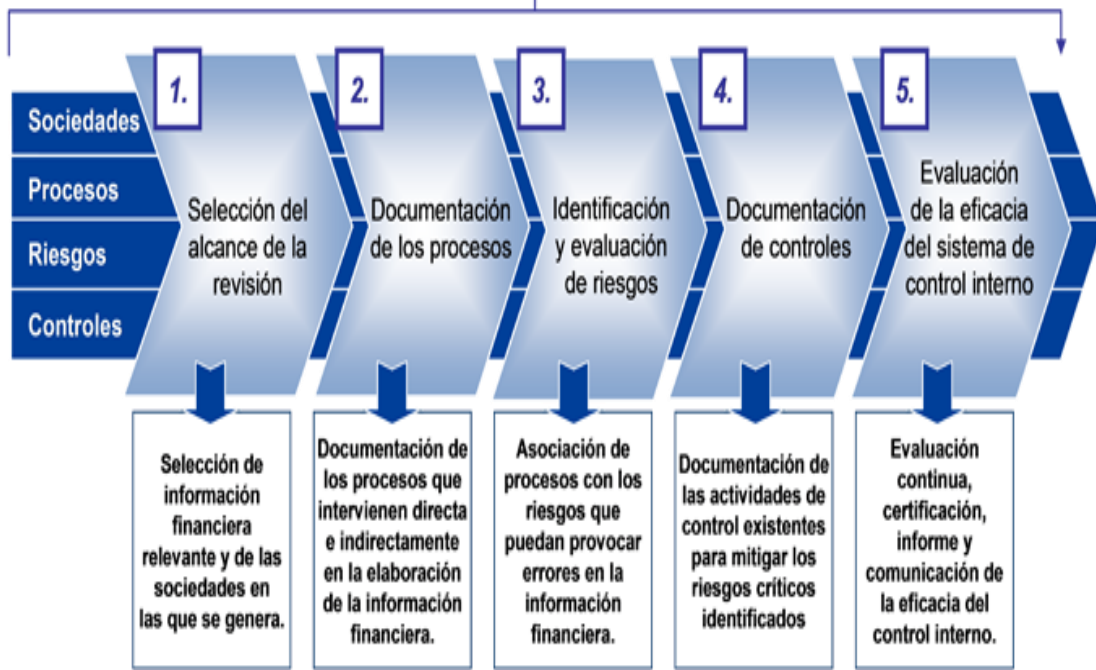 Sociedades
Procesos
Riesgos
Controles
1.
Selección del
alcance de la
revisión
2.
Documentación
de los procesos
3.
Identificación
y evaluación
de riesgos
4.
Documentación
de controles
5.
Evaluación
de la eficacia
del sistema de
control interno
Selección de
información
financiera
relevante y de las
sociedades en
las que se genera.
Documentación de
los procesos que
intervienen directa
e indirectamente
en la elaboración
de la información
financiera.
Asociación de
procesos con los
riesgos que
puedan provocar
errores en la
información
financiera.
Documentación de
las actividades de
control existentes
para mitigar los
riesgos críticos
identificados
Evaluación
continua,
certificación,
informe y
comunicación de
la eficacia del
control interno.